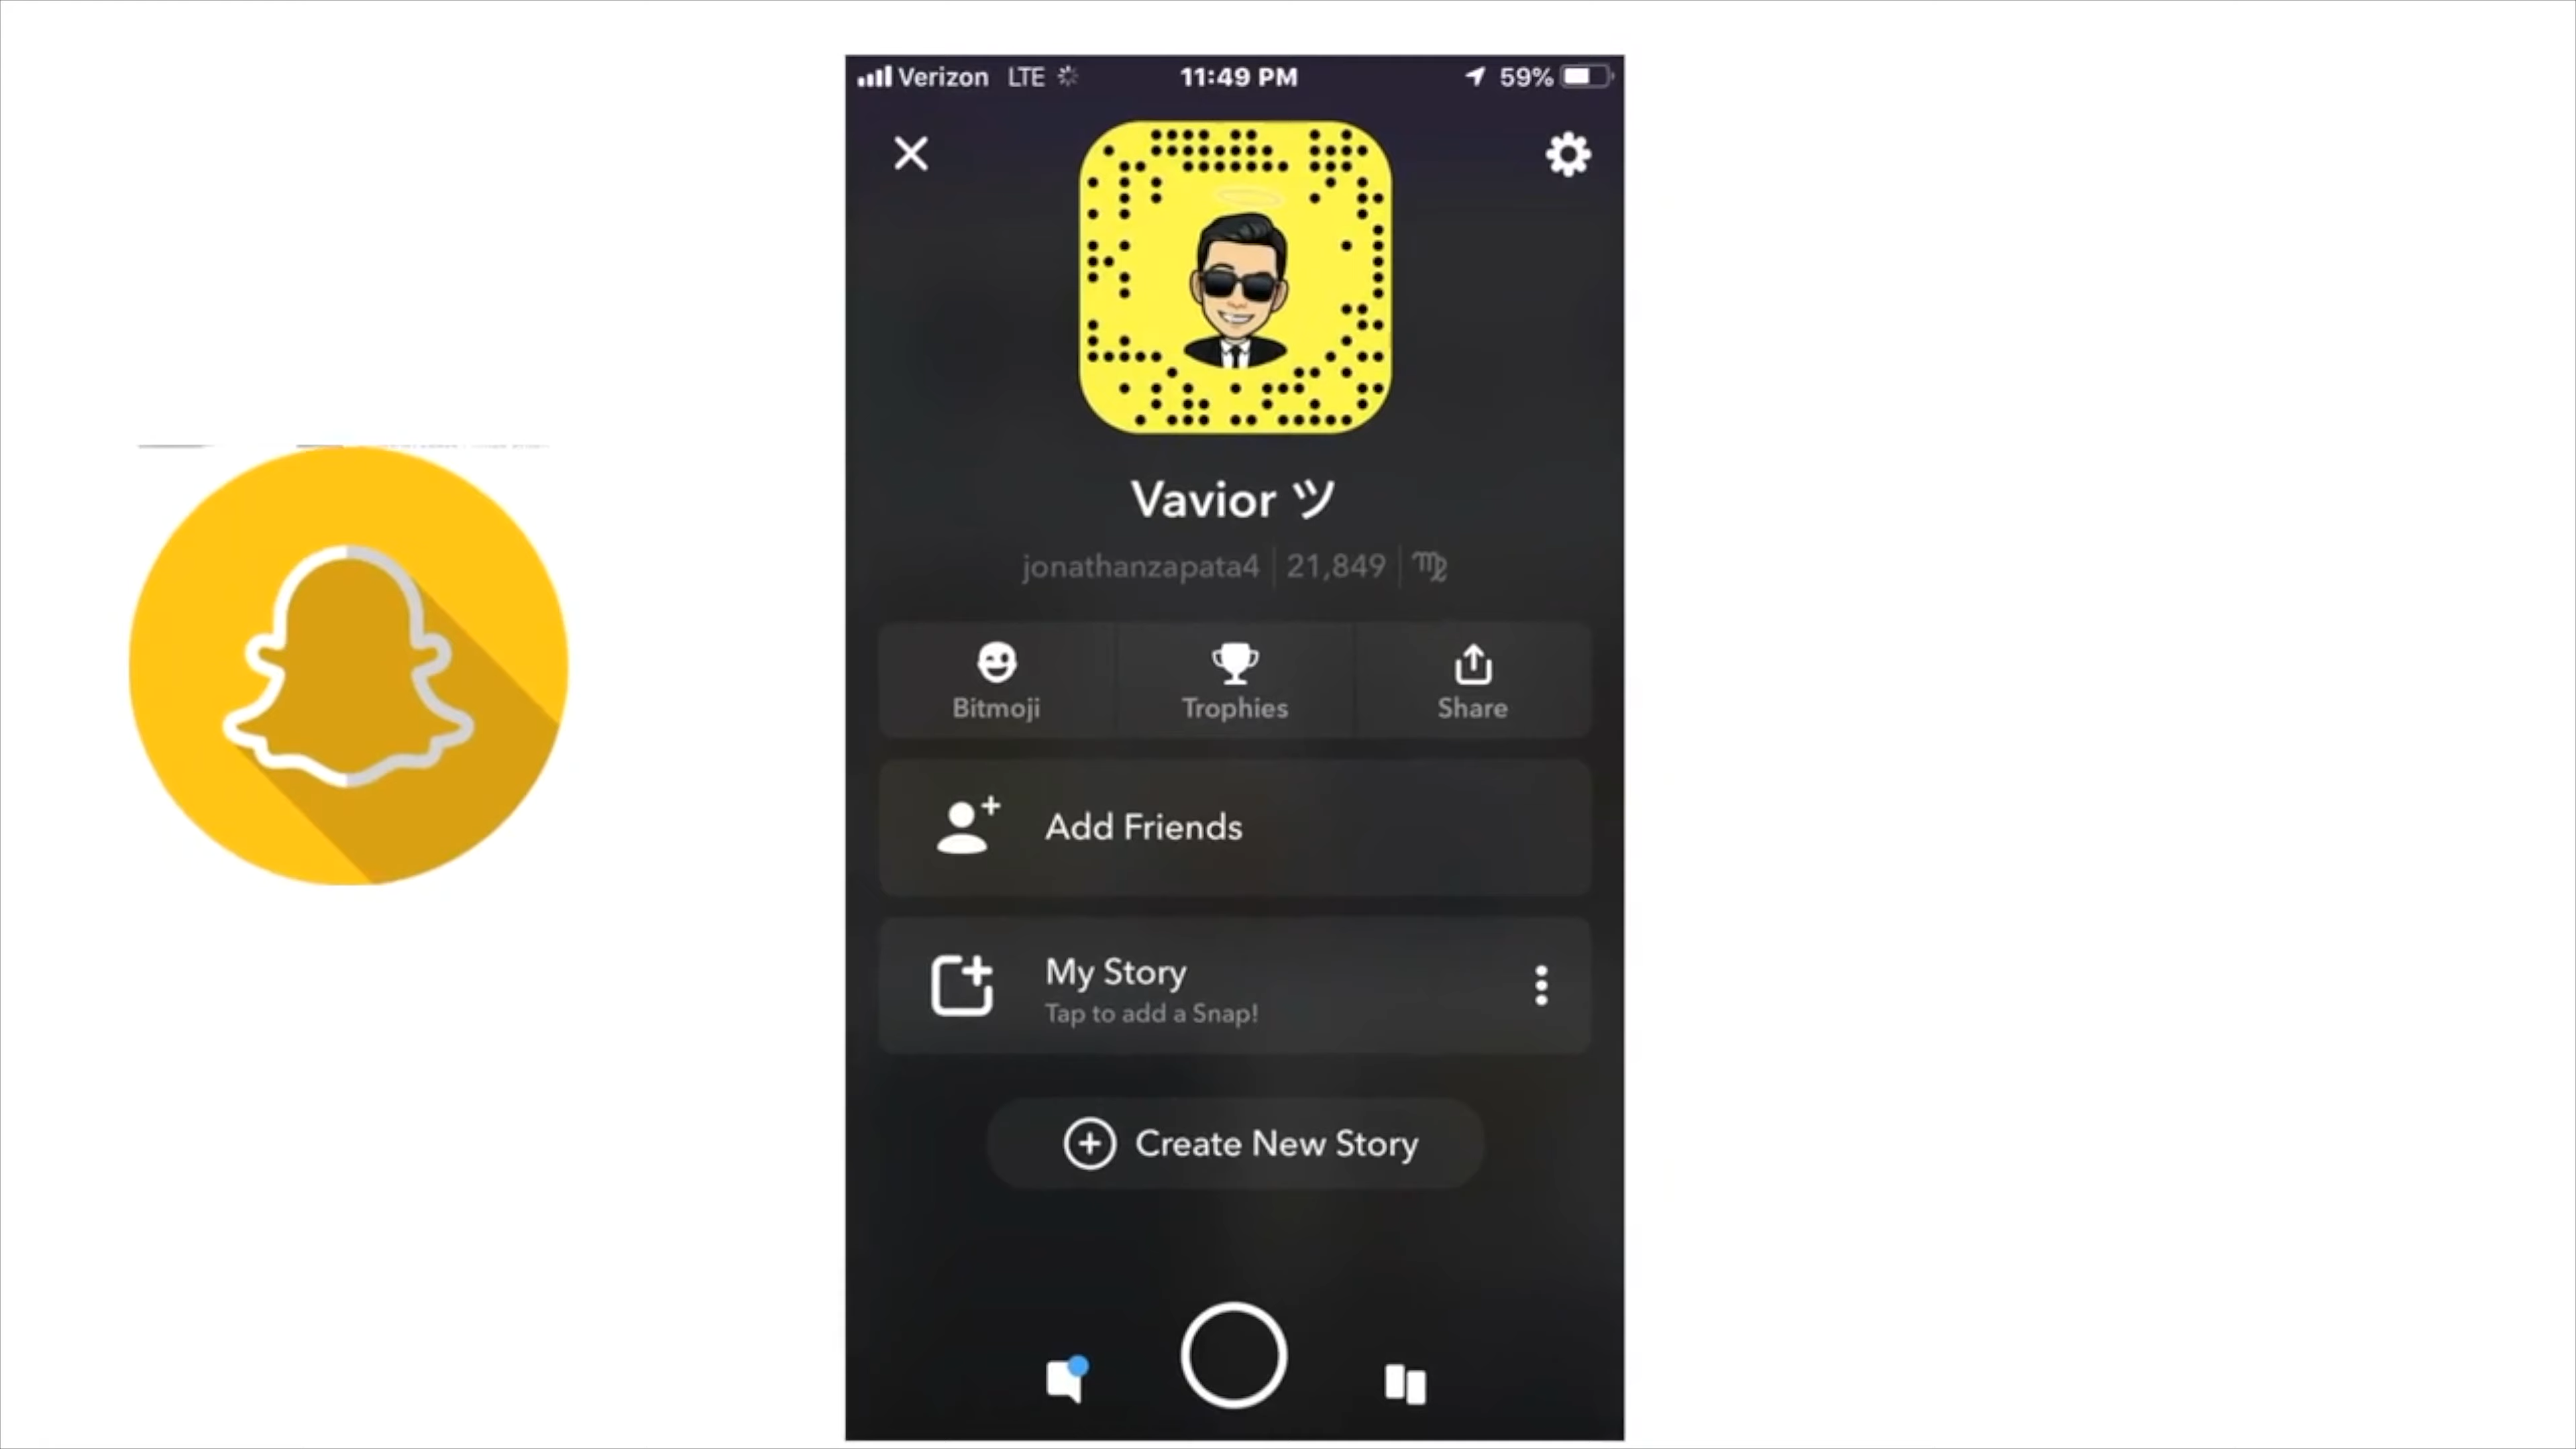 Verizon LTE 11:49 PM 59%
Vavior ツ
jonathanzapata4 21,849 ♍
Bitmoji Trophies Share
Add Friends
My Story
Tap to add a Snap!
Create New Story